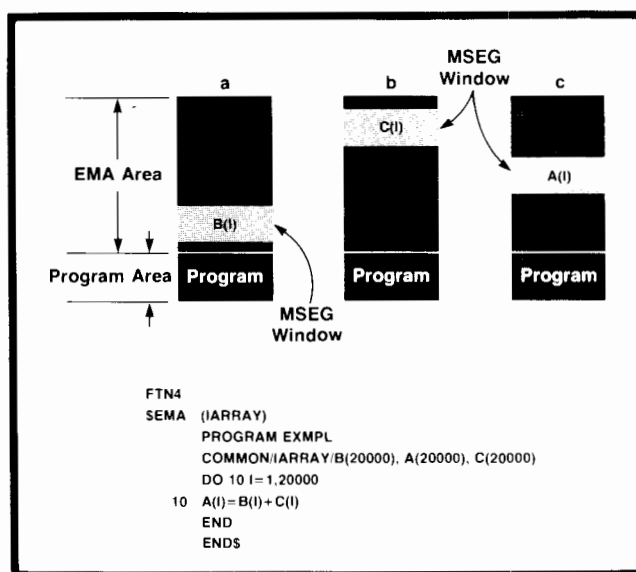 MSEG
Window
a b c
C(I)
EMA Area
A(I)
B(I)
Program Area Program Program Program
MSEG
Window
FTN4
SEMA (IARRAY)
PROGRAM EXMPL
COMMON/IARRAY/B(20000), A(20000), C(20000)
DO 10 I=1,20000
10 A(I)=B(I)+C(I)
END
END$